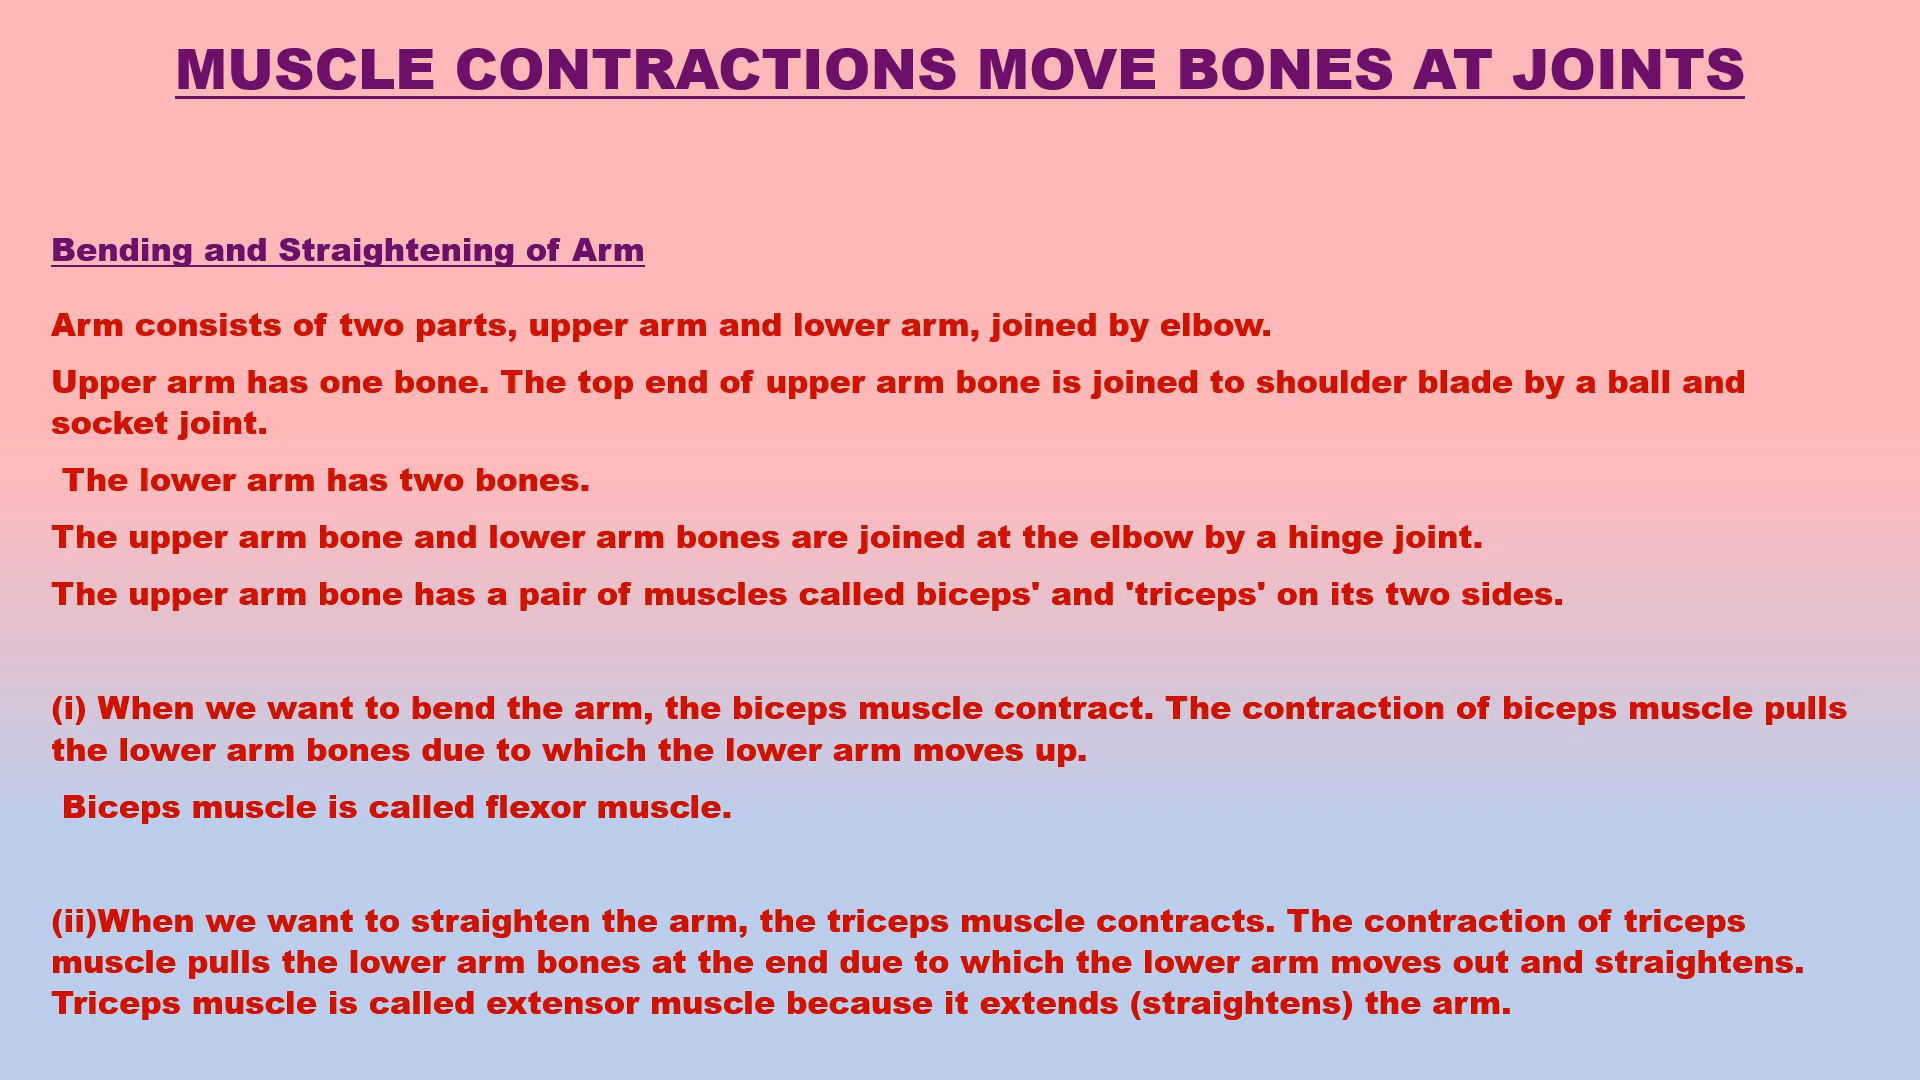 MUSCLE CONTRACTIONS MOVE BONES AT JOINTS
Bending and Straightening of Arm
Arm consists of two parts, upper arm and lower arm, joined by elbow.
Upper arm has one bone. The top end of upper arm bone is joined to shoulder blade by a ball and
socket joint.
The lower arm has two bones.
The upper arm bone and lower arm bones are joined at the elbow by a hinge joint.
The upper arm bone has a pair of muscles called biceps' and 'triceps' on its two sides.
(i) When we want to bend the arm, the biceps muscle contract. The contraction of biceps muscle pulls
the lower arm bones due to which the lower arm moves up.
Biceps muscle is called flexor muscle.
(ii)When we want to straighten the arm, the triceps muscle contracts. The contraction of triceps
muscle pulls the lower arm bones at the end due to which the lower arm moves out and straightens.
Triceps muscle is called extensor muscle because it extends (straightens) the arm.